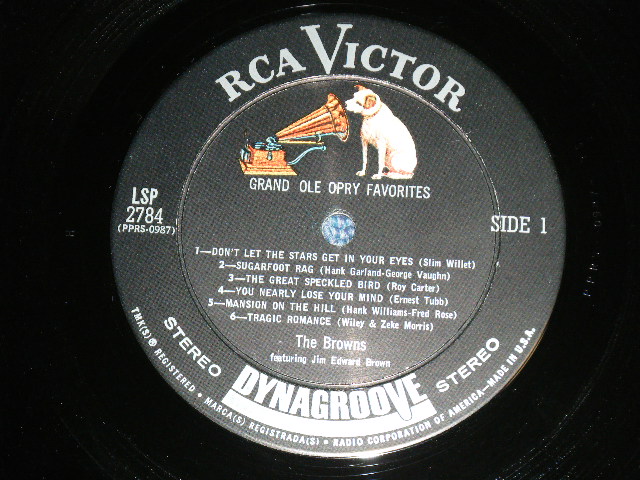 RCA VICTOR
GRAND OLE OPRY FAVORITES
LSP
2784
(PPRS-0987)
SIDE 1
1—DON'T LET THE STARS GET IN YOUR EYES (Slim Willet)
2—SUGARFOOT RAG (Hank Garland-George Vaughn)
3—THE GREAT SPECKLED BIRD (Roy Carter)
4—YOU NEARLY LOSE YOUR MIND (Ernest Tubb)
5—MANSION ON THE HILL (Hank Williams-Fred Rose)
6—TRAGIC ROMANCE (Wiley & Zeke Morris)
The Browns
featuring Jim Edward Brown
STEREO
DYNAGROOVE
STEREO
TMK(S) ® REGISTERED • MARCA(S) REGISTRADA(S) • RADIO CORPORATION OF AMERICA—MADE IN U.S.A.